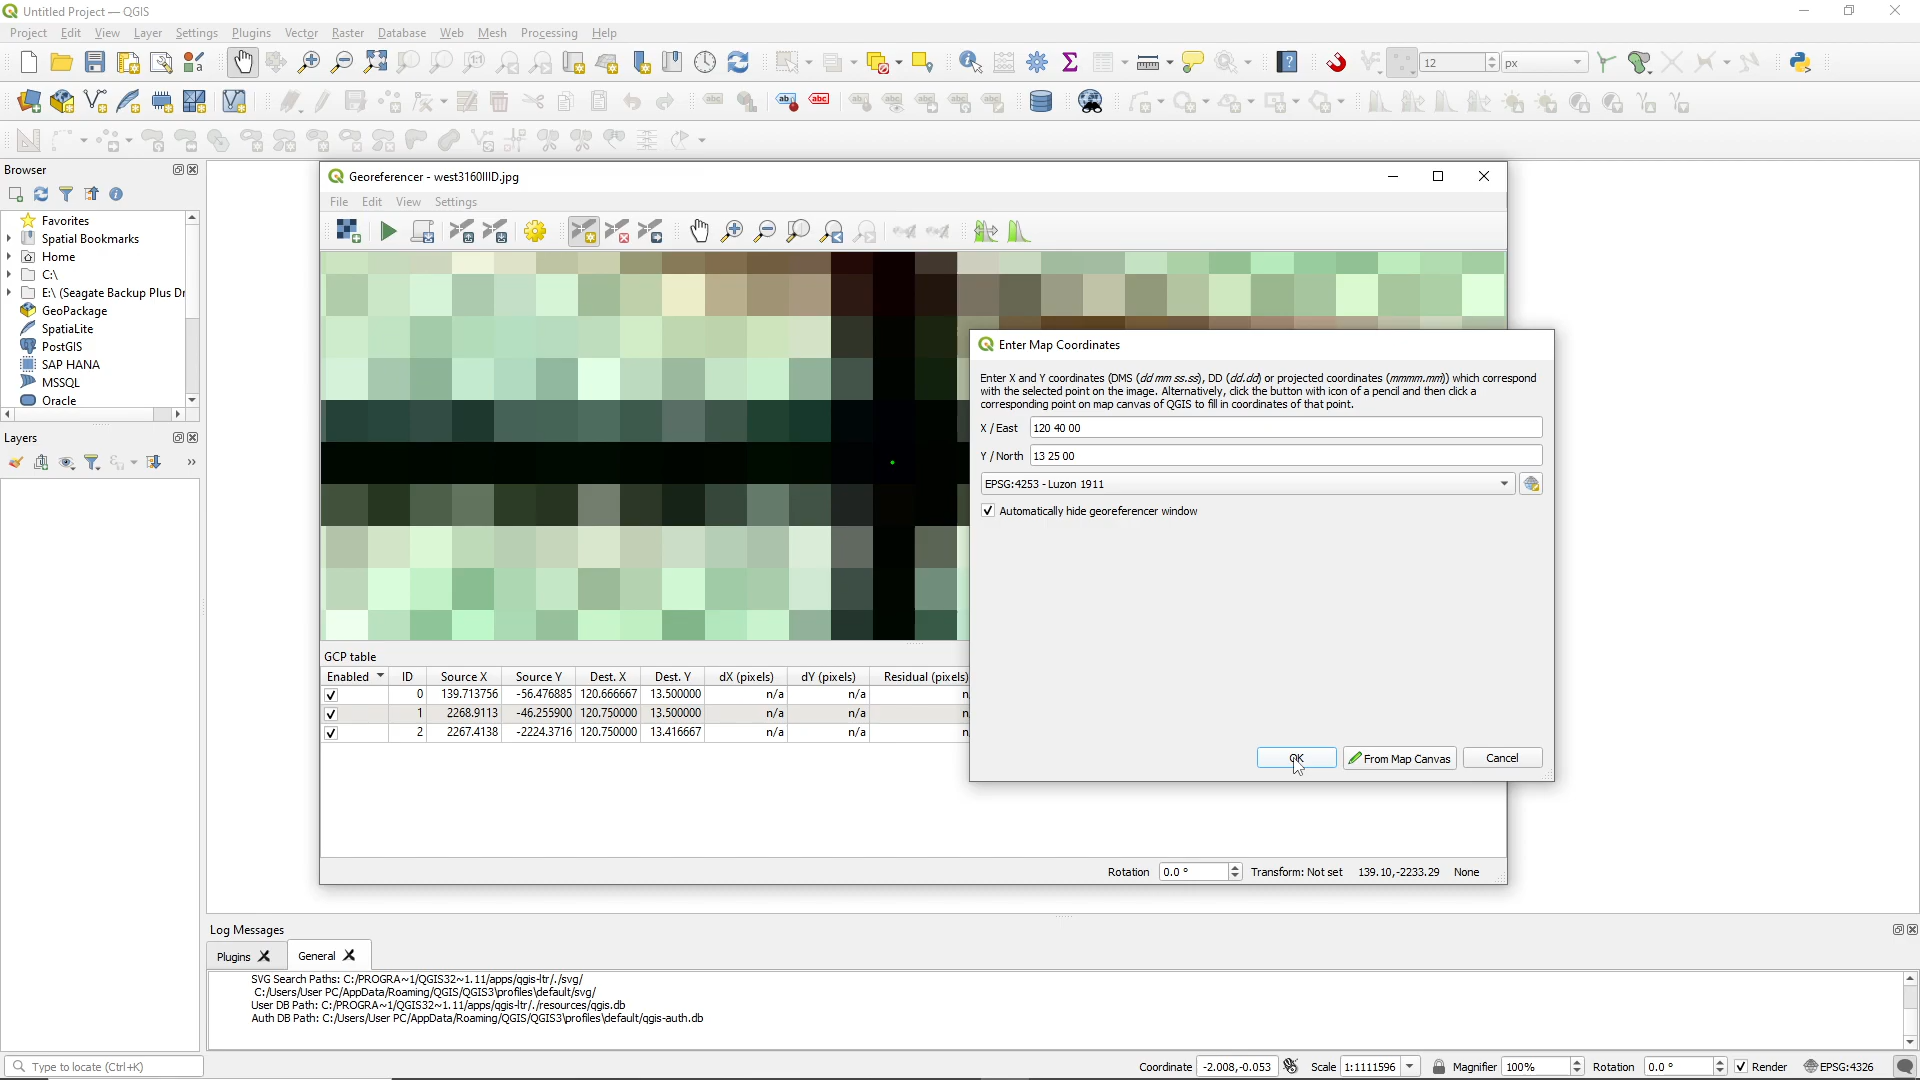 Untitled Project — QGIS
Project Edit View Layer Settings Plugins Vector Raster Database Web Mesh Processing Help
12 px
Browser
Favorites
Spatial Bookmarks
Home
C:\
E:\ (Seagate Backup Plus Dr
GeoPackage
SpatiaLite
PostGIS
SAP HANA
MSSQL
Oracle
Layers
Georeferencer - west3160IIID.jpg
File Edit View Settings
Enter Map Coordinates
Enter X and Y coordinates (DMS (dd mm ss.ss), DD (dd.dd) or projected coordinates (mmmm.mm)) which correspond
with the selected point on the image. Alternatively, click the button with icon of a pencil and then click a
corresponding point on map canvas of QGIS to fill in coordinates of that point.
X / East 120 40 00
Y / North 13 25 00
EPSG:4253 - Luzon 1911
Automatically hide georeferencer window
OK From Map Canvas Cancel
GCP table
Enabled ID Source X Source Y Dest. X Dest. Y dX (pixels) dY (pixels) Residual (pixels)
0 139.713756 -56.476885 120.666667 13.500000 n/a n/a n
1 2268.9113 -46.255900 120.750000 13.500000 n/a n/a n
2 2267.4138 -2224.3716 120.750000 13.416667 n/a n/a n
Rotation 0.0 ° Transform: Not set 139.10,-2233.29 None
Log Messages
Plugins General
SVG Search Paths: C:/PROGRA~1/QGIS32~1.11/apps/qgis-ltr/./svg/
C:/Users/User PC/AppData/Roaming/QGIS/QGIS3\profiles\default/svg/
User DB Path: C:/PROGRA~1/QGIS32~1.11/apps/qgis-ltr/./resources/qgis.db
Auth DB Path: C:/Users/User PC/AppData/Roaming/QGIS/QGIS3\profiles\default/qgis-auth.db
Type to locate (Ctrl+K)
Coordinate -2.008,-0.053 Scale 1:1111596 Magnifier 100% Rotation 0.0 ° Render EPSG:4326